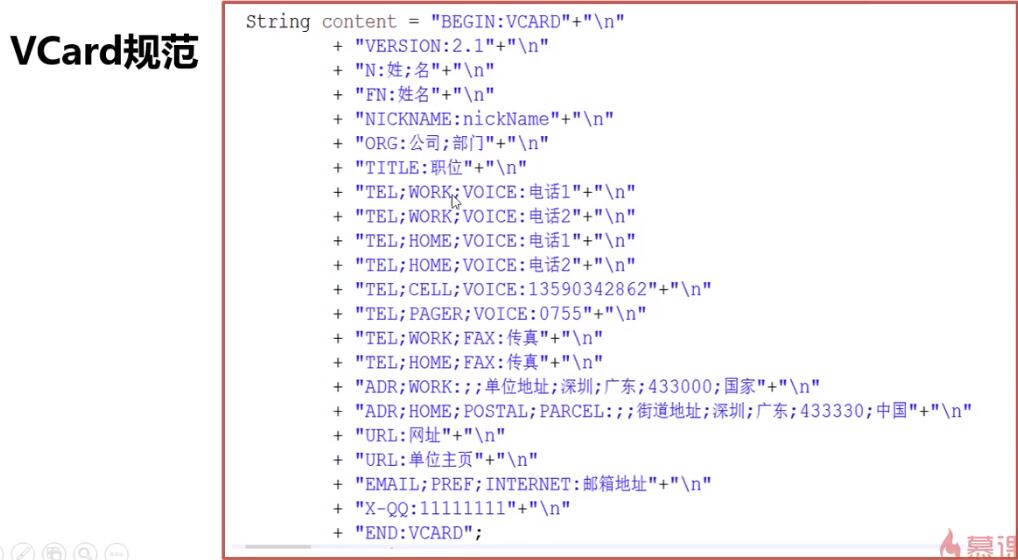 VCard规范
String content = "BEGIN:VCARD"+"\n"
+ "VERSION:2.1"+"\n"
+ "N:姓;名"+"\n"
+ "FN:姓名"+"\n"
+ "NICKNAME:nickName"+"\n"
+ "ORG:公司;部门"+"\n"
+ "TITLE:职位"+"\n"
+ "TEL;WORK;VOICE:电话1"+"\n"
+ "TEL;WORK;VOICE:电话2"+"\n"
+ "TEL;HOME;VOICE:电话1"+"\n"
+ "TEL;HOME;VOICE:电话2"+"\n"
+ "TEL;CELL;VOICE:13590342862"+"\n"
+ "TEL;PAGER;VOICE:0755"+"\n"
+ "TEL;WORK;FAX:传真"+"\n"
+ "TEL;HOME;FAX:传真"+"\n"
+ "ADR;WORK:;;单位地址;深圳;广东;433000;国家"+"\n"
+ "ADR;HOME;POSTAL;PARCEL:;;街道地址;深圳;广东;433330;中国"+"\n"
+ "URL:网址"+"\n"
+ "URL:单位主页"+"\n"
+ "EMAIL;PREF;INTERNET:邮箱地址"+"\n"
+ "X-QQ:11111111"+"\n"
+ "END:VCARD";
慕课